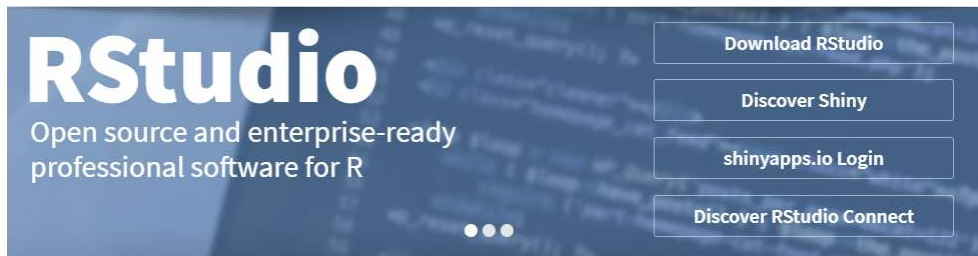 RStudio
Open source and enterprise-ready
professional software for R
Download RStudio
Discover Shiny
shinyapps.io Login
Discover RStudio Connect